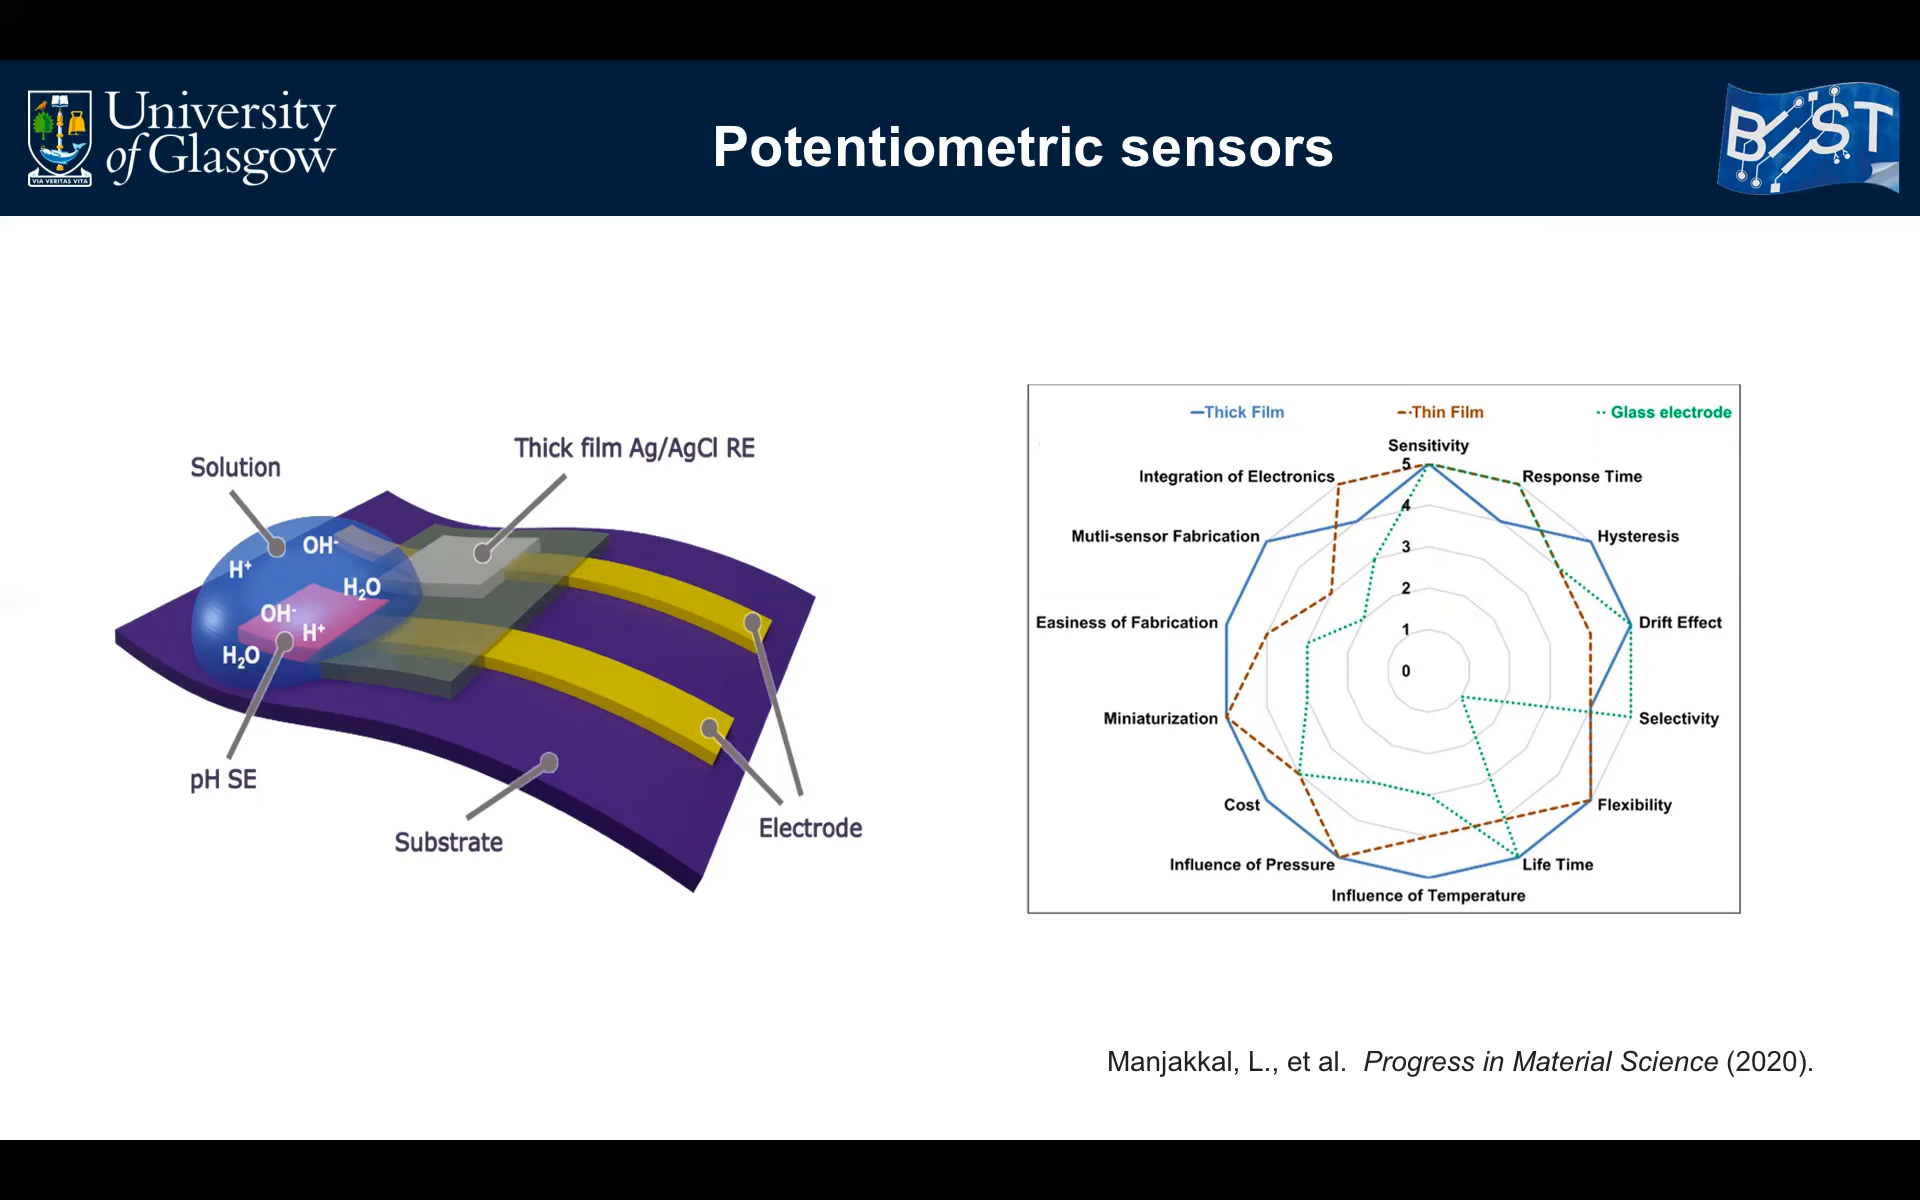 University
of Glasgow
VIA VERITAS VITA
Potentiometric sensors
BEST
Solution
Thick film Ag/AgCl RE
OH-
H+
H2O
OH-
H+
H2O
pH SE
Substrate
Electrode
Thick Film
Thin Film
Glass electrode
Sensitivity
Response Time
Hysteresis
Drift Effect
Selectivity
Flexibility
Life Time
Influence of Temperature
Influence of Pressure
Cost
Miniaturization
Easiness of Fabrication
Mutli-sensor Fabrication
Integration of Electronics
5
4
3
2
1
0
Manjakkal, L., et al. Progress in Material Science (2020).